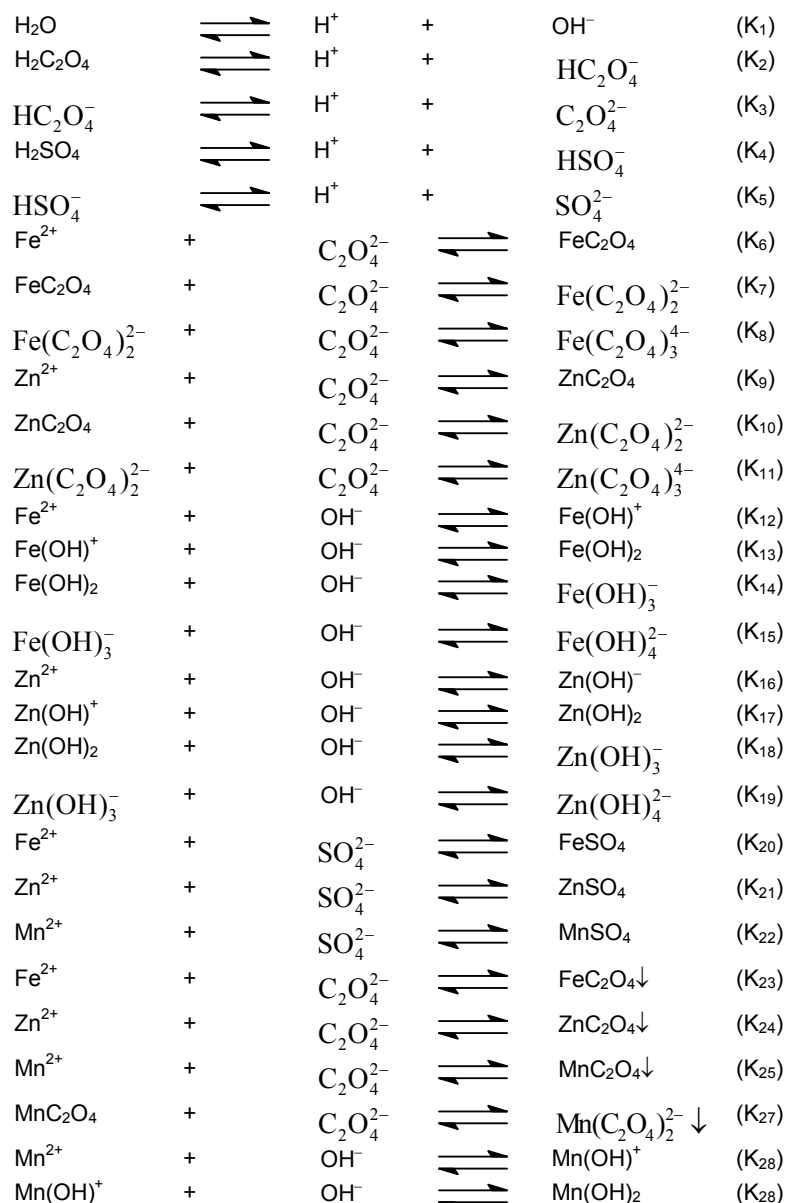 H₂O ⇌ H⁺ + OH⁻ (K₁)
H₂C₂O₄ ⇌ H⁺ + HC₂O₄⁻ (K₂)
HC₂O₄⁻ ⇌ H⁺ + C₂O₄²⁻ (K₃)
H₂SO₄ ⇌ H⁺ + HSO₄⁻ (K₄)
HSO₄⁻ ⇌ H⁺ + SO₄²⁻ (K₅)
Fe²⁺ + C₂O₄²⁻ ⇌ FeC₂O₄ (K₆)
FeC₂O₄ + C₂O₄²⁻ ⇌ Fe(C₂O₄)₂²⁻ (K₇)
Fe(C₂O₄)₂²⁻ + C₂O₄²⁻ ⇌ Fe(C₂O₄)₃⁴⁻ (K₈)
Zn²⁺ + C₂O₄²⁻ ⇌ ZnC₂O₄ (K₉)
ZnC₂O₄ + C₂O₄²⁻ ⇌ Zn(C₂O₄)₂²⁻ (K₁₀)
Zn(C₂O₄)₂²⁻ + C₂O₄²⁻ ⇌ Zn(C₂O₄)₃⁴⁻ (K₁₁)
Fe²⁺ + OH⁻ ⇌ Fe(OH)⁺ (K₁₂)
Fe(OH)⁺ + OH⁻ ⇌ Fe(OH)₂ (K₁₃)
Fe(OH)₂ + OH⁻ ⇌ Fe(OH)₃⁻ (K₁₄)
Fe(OH)₃⁻ + OH⁻ ⇌ Fe(OH)₄²⁻ (K₁₅)
Zn²⁺ + OH⁻ ⇌ Zn(OH)⁻ (K₁₆)
Zn(OH)⁺ + OH⁻ ⇌ Zn(OH)₂ (K₁₇)
Zn(OH)₂ + OH⁻ ⇌ Zn(OH)₃⁻ (K₁₈)
Zn(OH)₃⁻ + OH⁻ ⇌ Zn(OH)₄²⁻ (K₁₉)
Fe²⁺ + SO₄²⁻ ⇌ FeSO₄ (K₂₀)
Zn²⁺ + SO₄²⁻ ⇌ ZnSO₄ (K₂₁)
Mn²⁺ + SO₄²⁻ ⇌ MnSO₄ (K₂₂)
Fe²⁺ + C₂O₄²⁻ ⇌ FeC₂O₄↓ (K₂₃)
Zn²⁺ + C₂O₄²⁻ ⇌ ZnC₂O₄↓ (K₂₄)
Mn²⁺ + C₂O₄²⁻ ⇌ MnC₂O₄↓ (K₂₅)
MnC₂O₄ + C₂O₄²⁻ ⇌ Mn(C₂O₄)₂²⁻ ↓ (K₂₇)
Mn²⁺ + OH⁻ ⇌ Mn(OH)⁺ (K₂₈)
Mn(OH)⁺ + OH⁻ ⇌ Mn(OH)₂ (K₂₈)